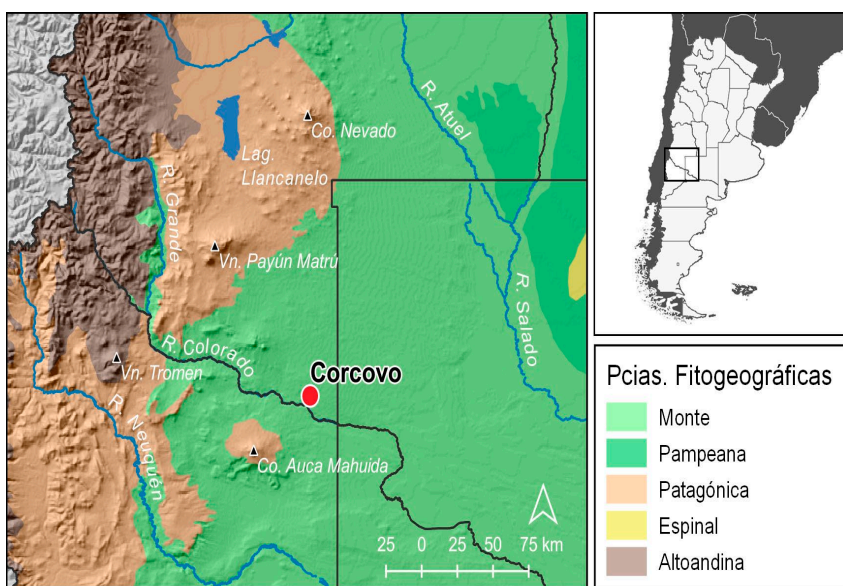 R. Atuel
Co. Nevado
Lag.
Llancanelo
R. Grande
Vn. Payún Matrú
R. Salado
R. Colorado
Corcovo
Vn. Tromen
R. Neuquén
Co. Auca Mahuida
25 0 25 50 75 km
Pcias. Fitogeográficas
Monte
Pampeana
Patagónica
Espinal
Altoandina